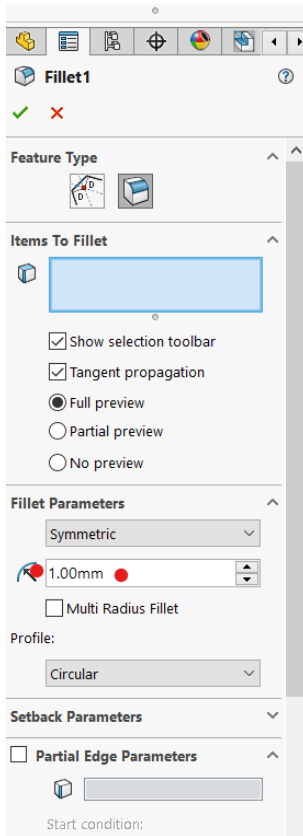 Fillet1
Feature Type
D
D
Items To Fillet
Show selection toolbar
Tangent propagation
Full preview
Partial preview
No preview
Fillet Parameters
Symmetric
1.00mm
Multi Radius Fillet
Profile:
Circular
Setback Parameters
Partial Edge Parameters
Start condition: